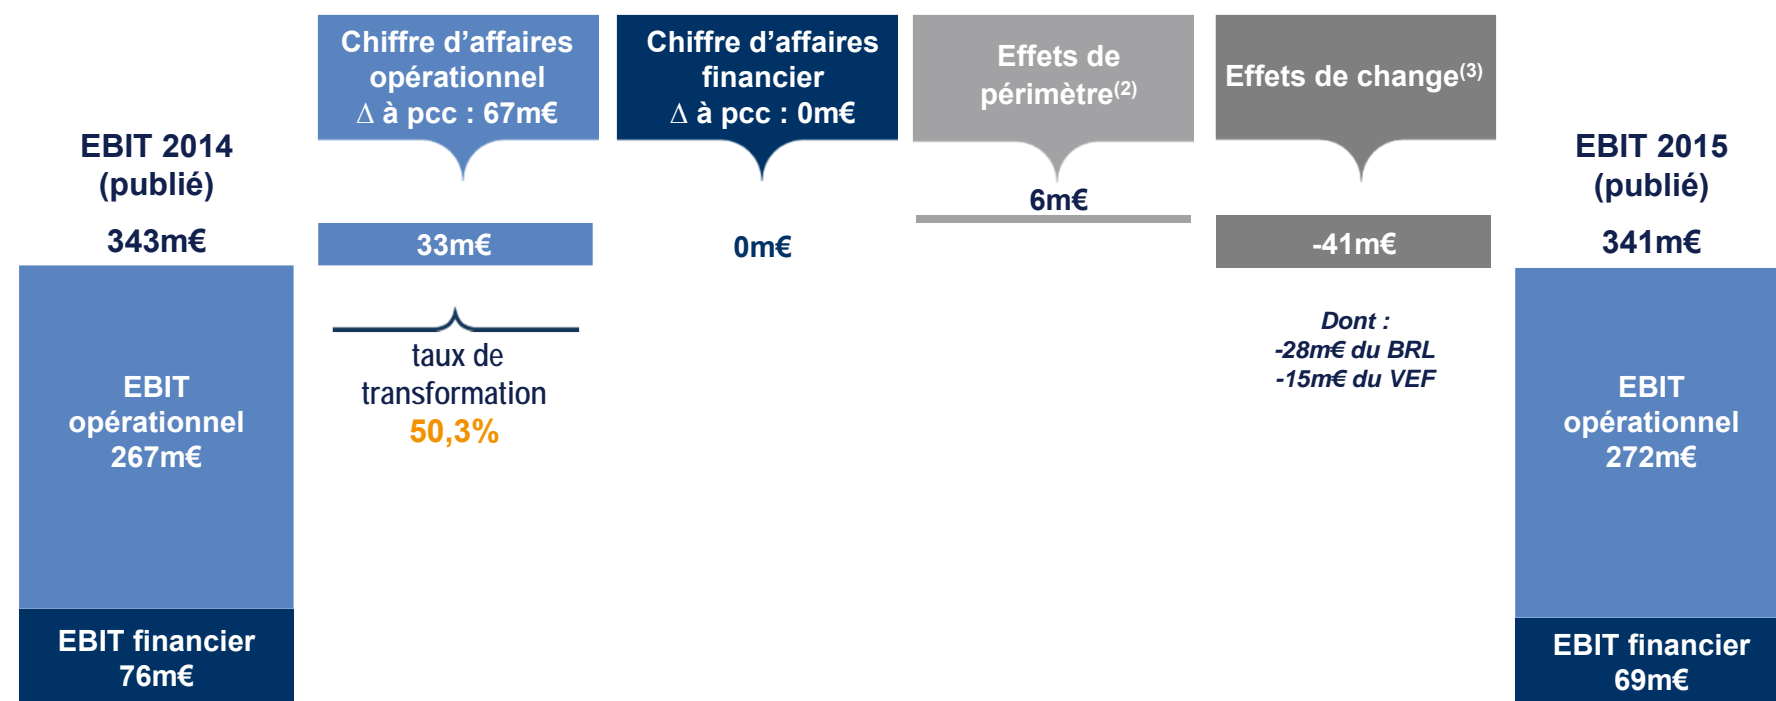 EBIT 2014
(publié)
343m€
EBIT
opérationnel
267m€
EBIT financier
76m€
Chiffre d’affaires
opérationnel
Δ à pcc : 67m€
33m€
taux de
transformation
50,3%
Chiffre d’affaires
financier
Δ à pcc : 0m€
0m€
Effets de
périmètre(2)
6m€
Effets de change(3)
-41m€
Dont :
-28m€ du BRL
-15m€ du VEF
EBIT 2015
(publié)
341m€
EBIT
opérationnel
272m€
EBIT financier
69m€